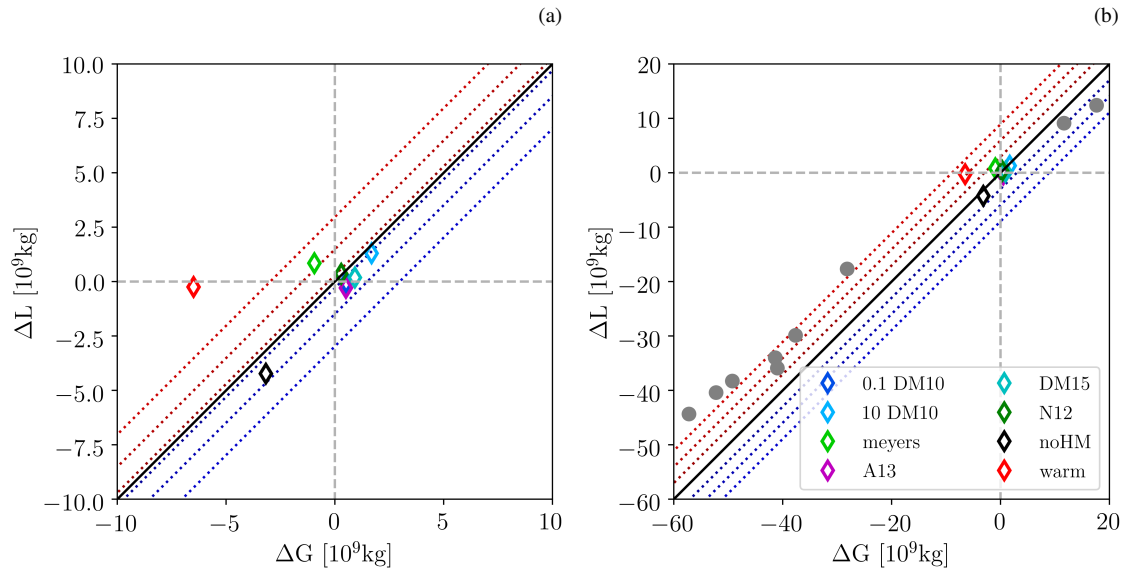 (a)
(b)
10.0
7.5
5.0
2.5
0.0
−2.5
−5.0
−7.5
−10.0
ΔL [10⁹kg]
−10
−5
0
5
10
ΔG [10⁹kg]
20
10
0
−10
−20
−30
−40
−50
−60
ΔL [10⁹kg]
0.1 DM10
10 DM10
meyers
A13
DM15
N12
noHM
warm
−60
−40
−20
0
20
ΔG [10⁹kg]